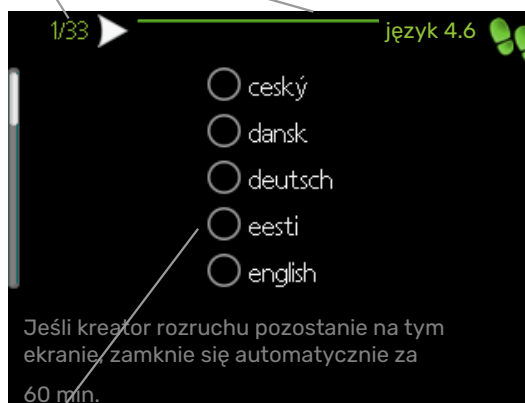 1/33
język 4.6
ceský
dansk
deutsch
eesti
english
Jeśli kreator rozruchu pozostanie na tym
ekranie, zamknie się automatycznie za
60 min.